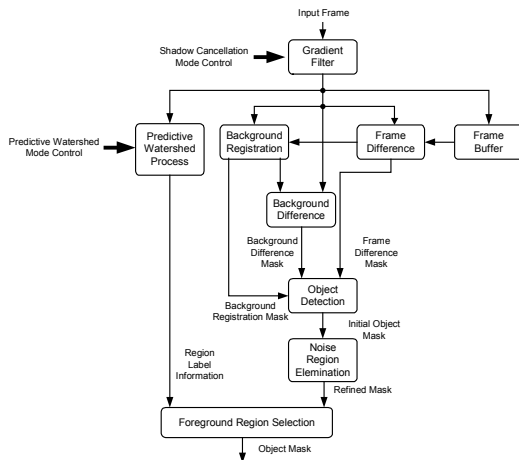 Input Frame
Shadow Cancellation
Mode Control
Gradient
Filter
Predictive Watershed
Mode Control
Predictive
Watershed
Process
Background
Registration
Frame
Difference
Frame
Buffer
Background
Difference
Background
Difference
Mask
Frame
Difference
Mask
Background
Registration Mask
Object
Detection
Initial Object
Mask
Region
Label
Information
Noise
Region
Elemination
Refined Mask
Foreground Region Selection
Object Mask